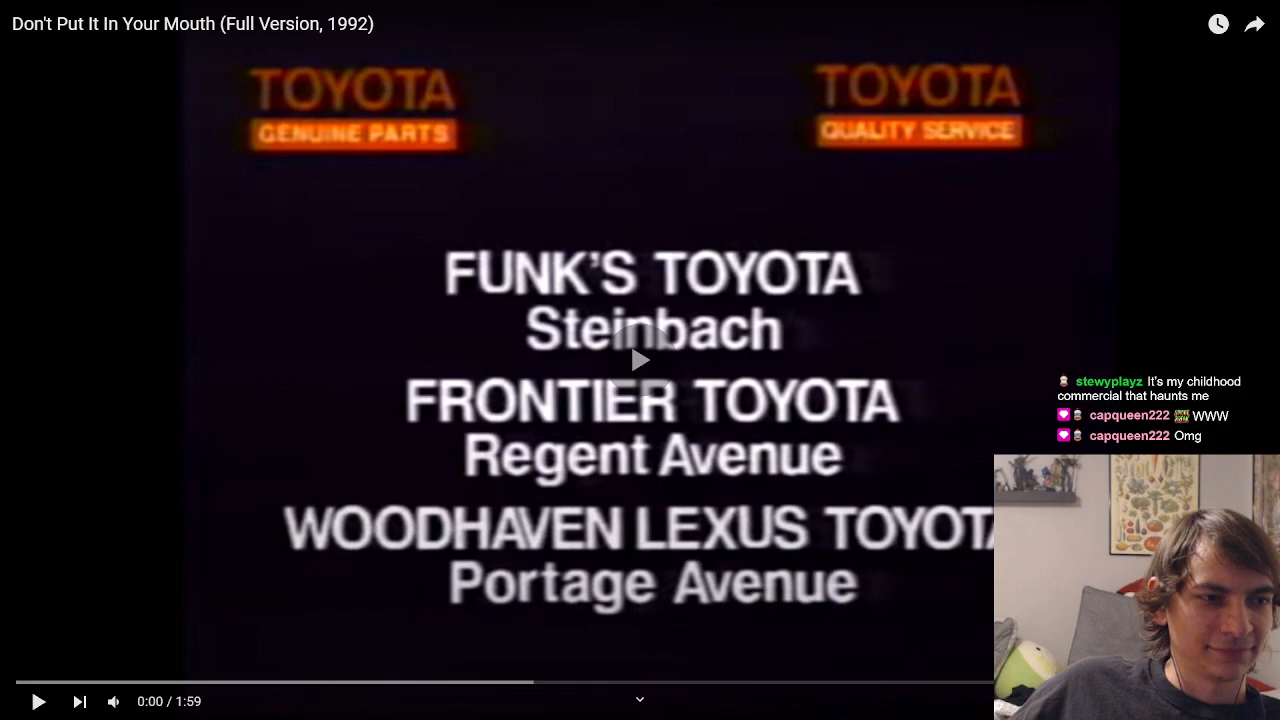 Don't Put It In Your Mouth (Full Version, 1992)
TOYOTA
GENUINE PARTS
TOYOTA
QUALITY SERVICE
FUNK'S TOYOTA
Steinbach
FRONTIER TOYOTA
Regent Avenue
WOODHAVEN LEXUS TOYOTA
Portage Avenue
stewyplayz It's my childhood
commercial that haunts me
capqueen222 WWW
capqueen222 Omg
0:00 / 1:59